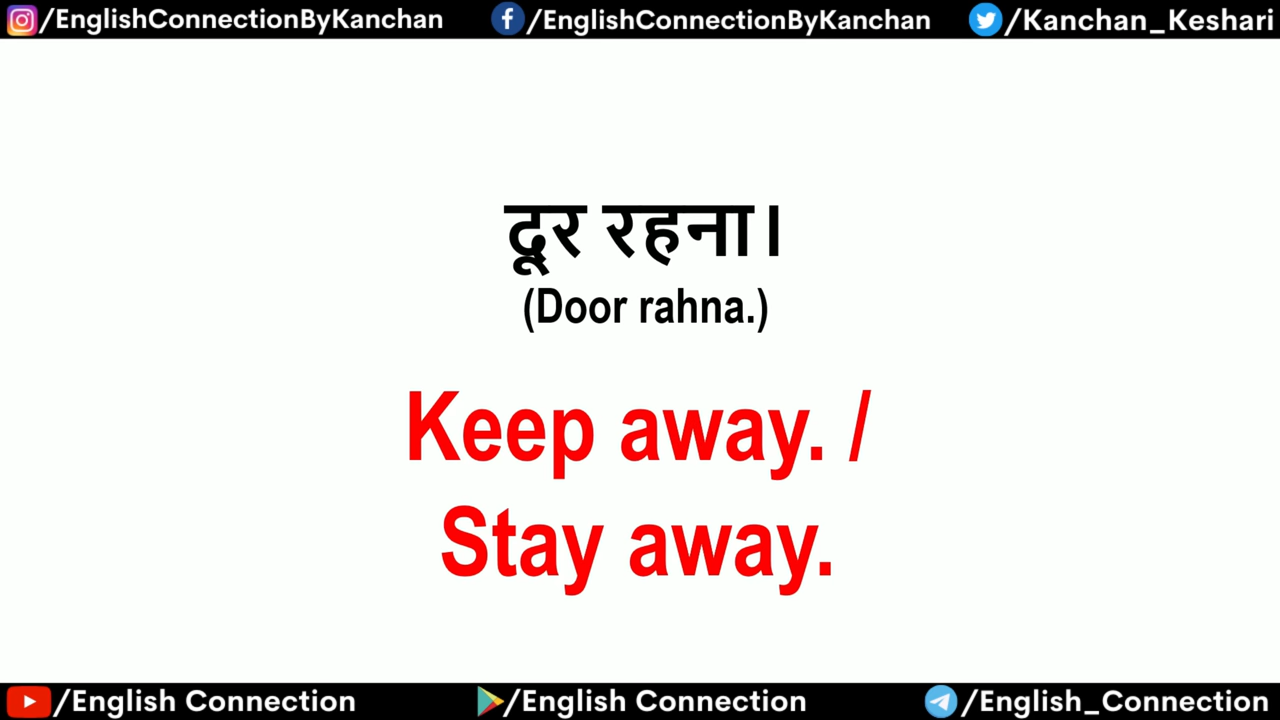 /EnglishConnectionByKanchan /EnglishConnectionByKanchan /Kanchan_Keshari
दूर रहना।
(Door rahna.)
Keep away. /
Stay away.
/English Connection /English Connection /English_Connection